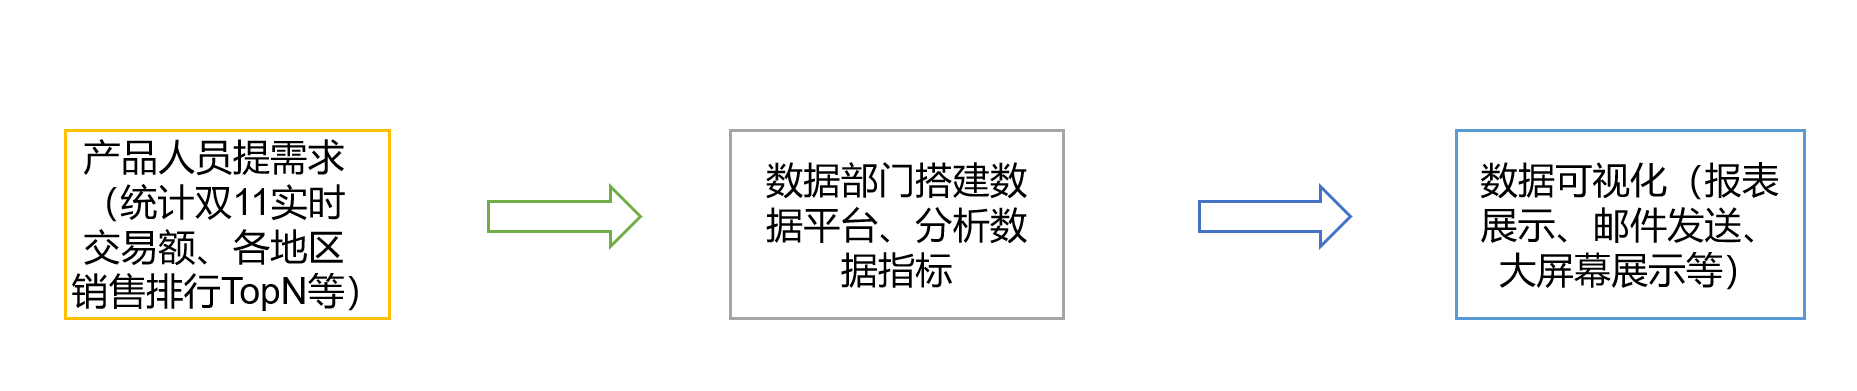 产品人员提需求
（统计双11实时
交易额、各地区
销售排行TopN等）
数据部门搭建数
据平台、分析数
据指标
数据可视化（报表
展示、邮件发送、
大屏幕展示等）